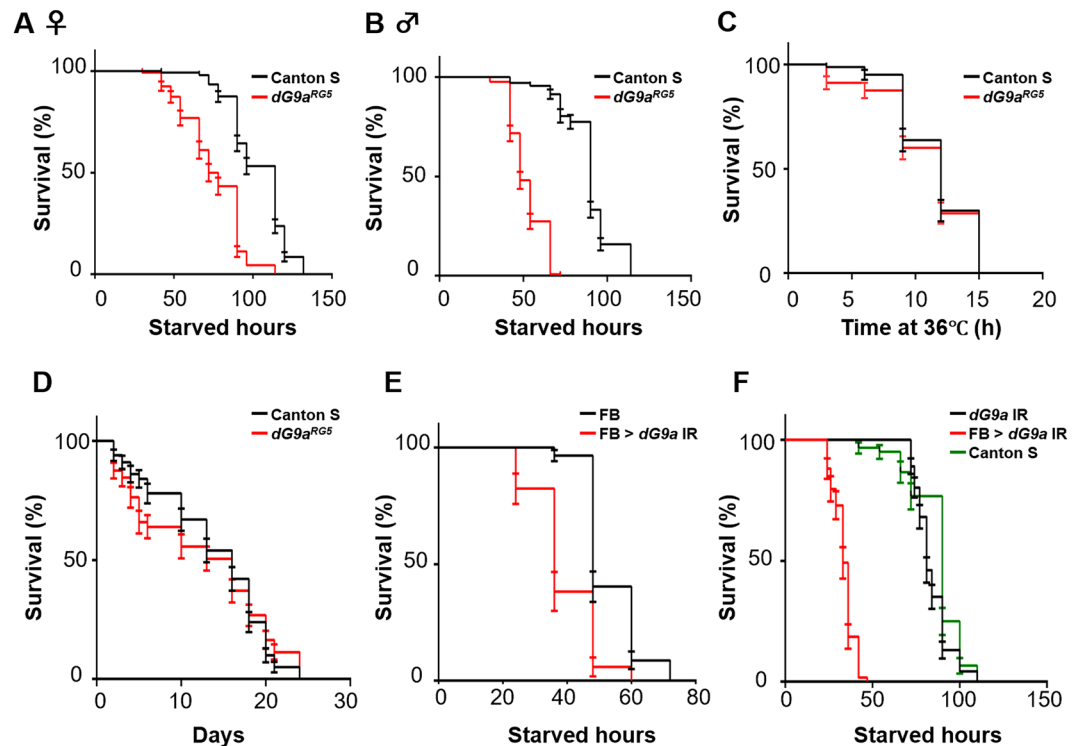 A ♀
Canton S
dG9aRG5
Survival (%)
100
50
0
0 50 100 150
Starved hours
B ♂
Canton S
dG9aRG5
Survival (%)
100
50
0
0 50 100 150
Starved hours
C
Canton S
dG9aRG5
Survival (%)
100
50
0
0 5 10 15 20
Time at 36℃ (h)
D
Canton S
dG9aRG5
Survival (%)
100
50
0
0 10 20 30
Days
E
FB
FB > dG9a IR
Survival (%)
100
50
0
0 20 40 60 80
Starved hours
F
dG9a IR
FB > dG9a IR
Canton S
Survival (%)
100
50
0
0 50 100 150
Starved hours